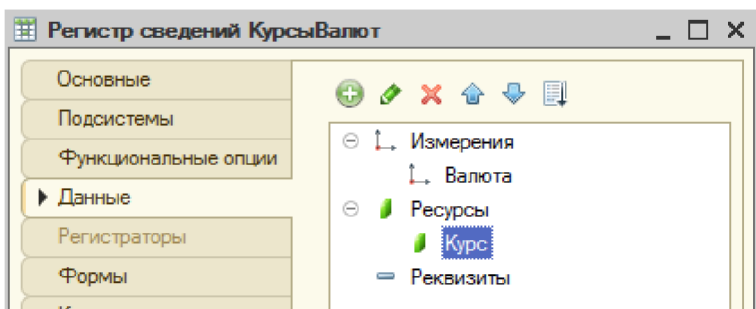 Регистр сведений КурсыВалют
Основные
Подсистемы
Функциональные опции
Данные
Регистраторы
Формы
Измерения
Валюта
Ресурсы
Курс
Реквизиты